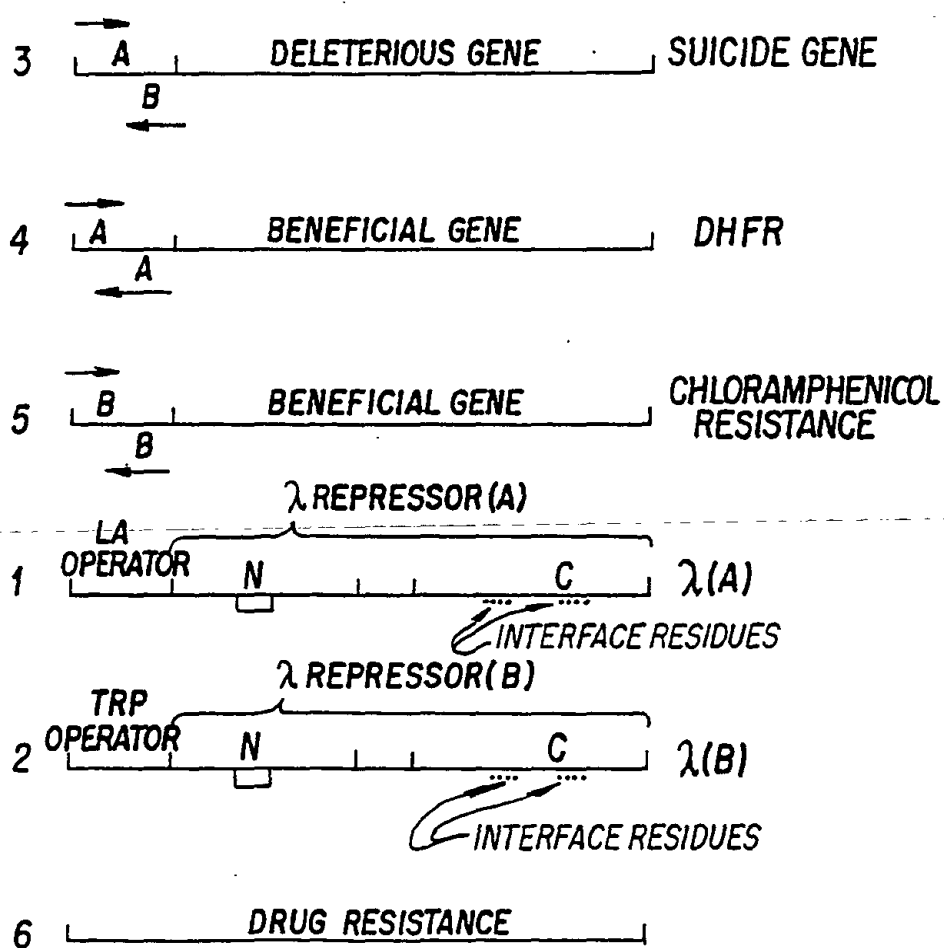 3 A DELETERIOUS GENE SUICIDE GENE
B
4 A BENEFICIAL GENE DHFR
A
5 B BENEFICIAL GENE CHLORAMPHENICOL
RESISTANCE
B
λ REPRESSOR(A)
LA
OPERATOR
1 N C λ(A)
INTERFACE RESIDUES
λ REPRESSOR(B)
TRP
OPERATOR
2 N C λ(B)
INTERFACE RESIDUES
6 DRUG RESISTANCE